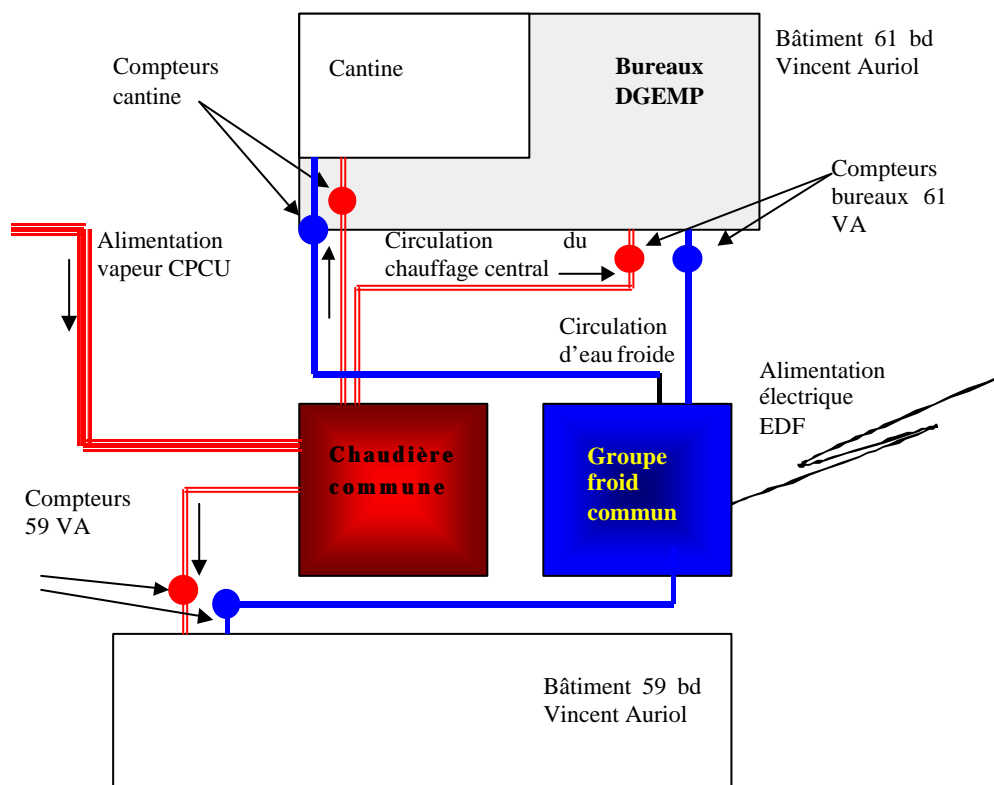 Bâtiment 61 bd
Vincent Auriol
Compteurs
cantine
Cantine
Bureaux
DGEMP
Compteurs
bureaux 61
VA
Alimentation
vapeur CPCU
Circulation du
chauffage central
Circulation
d'eau froide
Alimentation
électrique
EDF
Chaudière
commune
Groupe
froid
commun
Compteurs
59 VA
Bâtiment 59 bd
Vincent Auriol